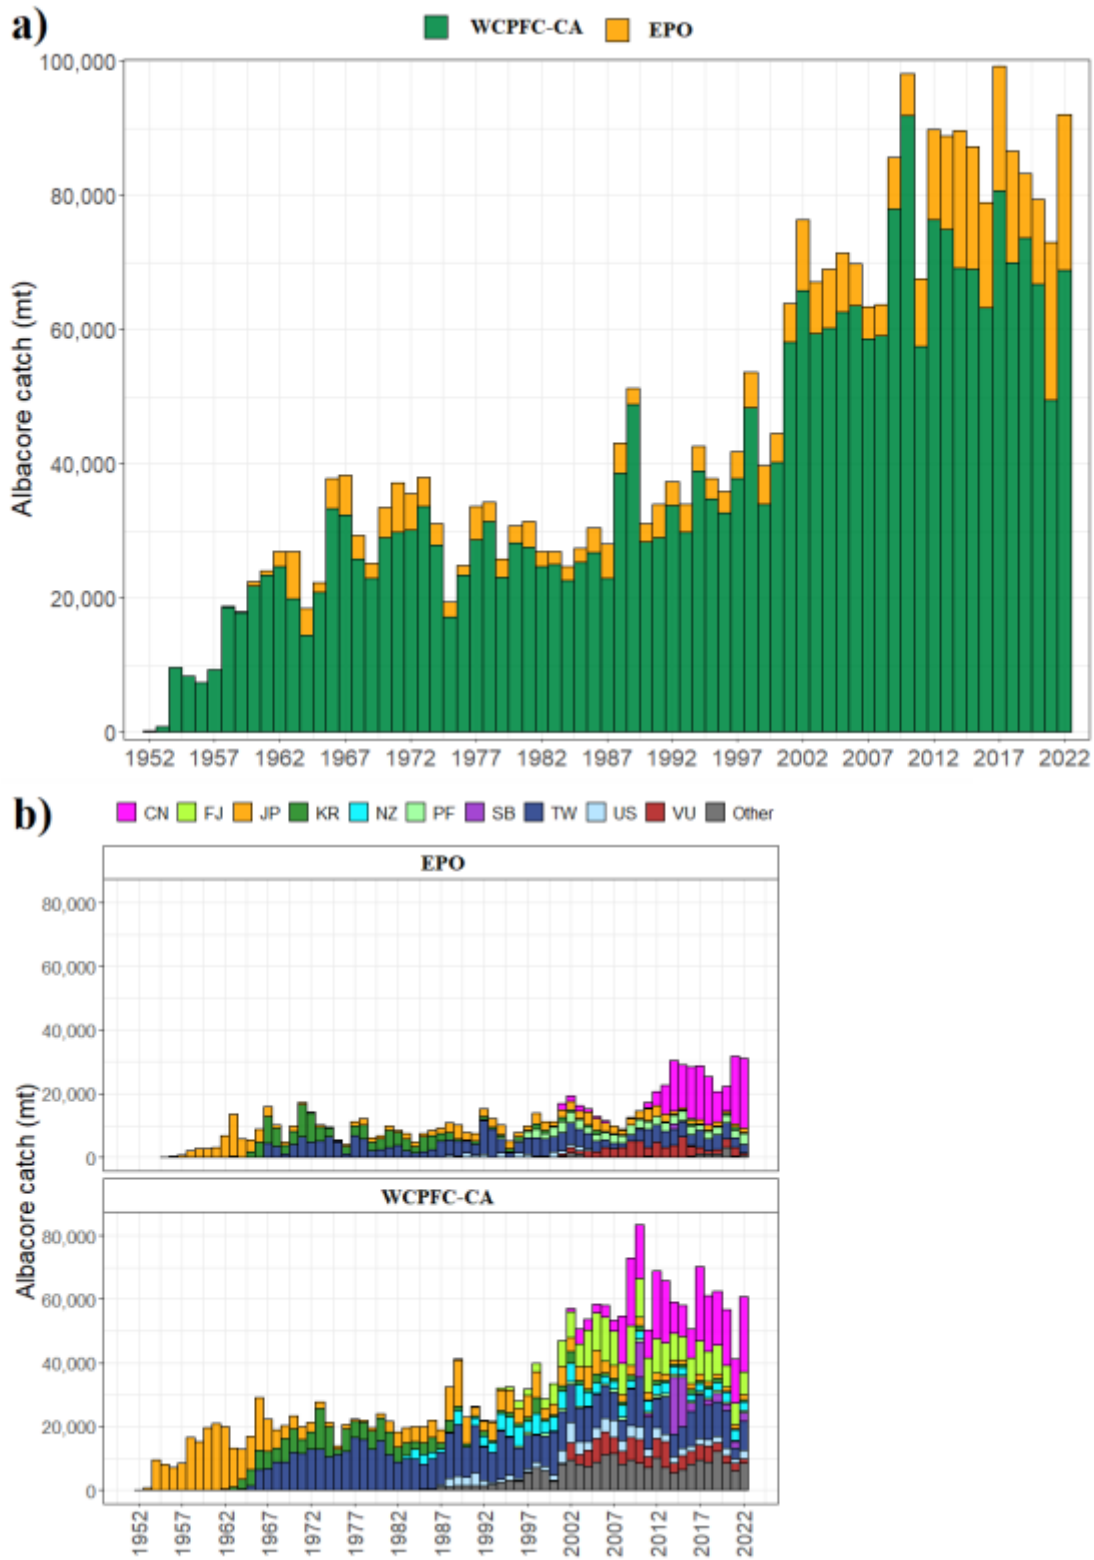 a)
WCPFC-CA EPO
100,000
80,000
60,000
40,000
20,000
0
Albacore catch (mt)
1952 1957 1962 1967 1972 1977 1982 1987 1992 1997 2002 2007 2012 2017 2022
b)
CN FJ JP KR NZ PF SB TW US VU Other
EPO
80,000
60,000
40,000
20,000
0
WCPFC-CA
80,000
60,000
40,000
20,000
0
Albacore catch (mt)
1952 1957 1962 1967 1972 1977 1982 1987 1992 1997 2002 2007 2012 2017 2022